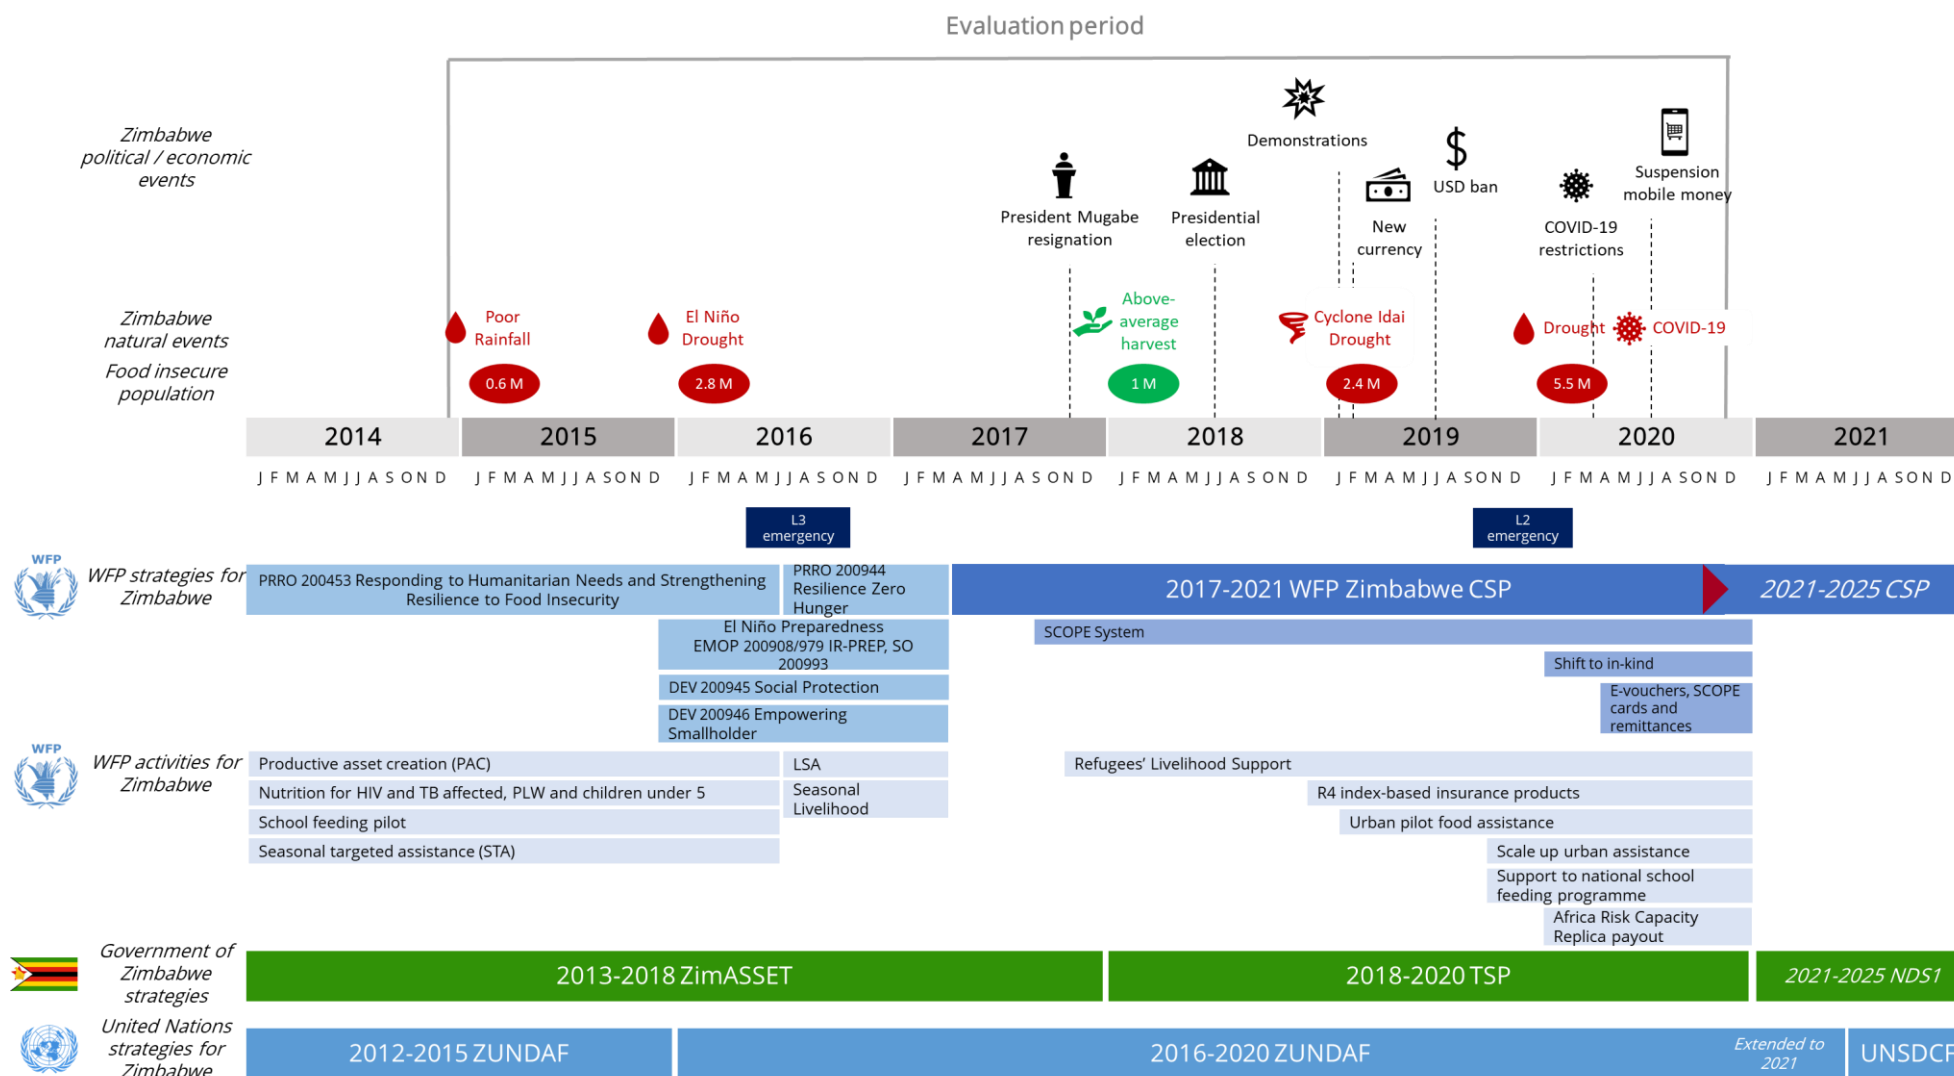 Evaluation period
Zimbabwe
political / economic
events
Demonstrations
USD ban
Suspension
mobile money
President Mugabe
resignation
Presidential
election
New
currency
COVID-19
restrictions
Zimbabwe
natural events
Poor
Rainfall
El Niño
Drought
Above-
average
harvest
Cyclone Idai
Drought
Drought
COVID-19
Food insecure
population
0.6 M
2.8 M
1 M
2.4 M
5.5 M
2014
2015
2016
2017
2018
2019
2020
2021
J F M A M J J A S O N D
J F M A M J J A S O N D
J F M A M J J A S O N D
J F M A M J J A S O N D
J F M A M J J A S O N D
J F M A M J J A S O N D
J F M A M J J A S O N D
J F M A M J J A S O N D
L3
emergency
L2
emergency
WFP
WFP strategies for
Zimbabwe
PRRO 200453 Responding to Humanitarian Needs and Strengthening
Resilience to Food Insecurity
PRRO 200944
Resilience Zero
Hunger
2017-2021 WFP Zimbabwe CSP
2021-2025 CSP
El Niño Preparedness
EMOP 200908/979 IR-PREP, SO
200993
SCOPE System
Shift to in-kind
DEV 200945 Social Protection
E-vouchers, SCOPE
cards and
remittances
DEV 200946 Empowering
Smallholder
WFP
WFP activities for
Zimbabwe
Productive asset creation (PAC)
LSA
Refugees' Livelihood Support
Nutrition for HIV and TB affected, PLW and children under 5
Seasonal
Livelihood
R4 index-based insurance products
School feeding pilot
Urban pilot food assistance
Seasonal targeted assistance (STA)
Scale up urban assistance
Support to national school
feeding programme
Africa Risk Capacity
Replica payout
Government of
Zimbabwe
strategies
2013-2018 ZimASSET
2018-2020 TSP
2021-2025 NDS1
United Nations
strategies for
Zimbabwe
2012-2015 ZUNDAF
2016-2020 ZUNDAF
Extended to
2021
UNSDCF